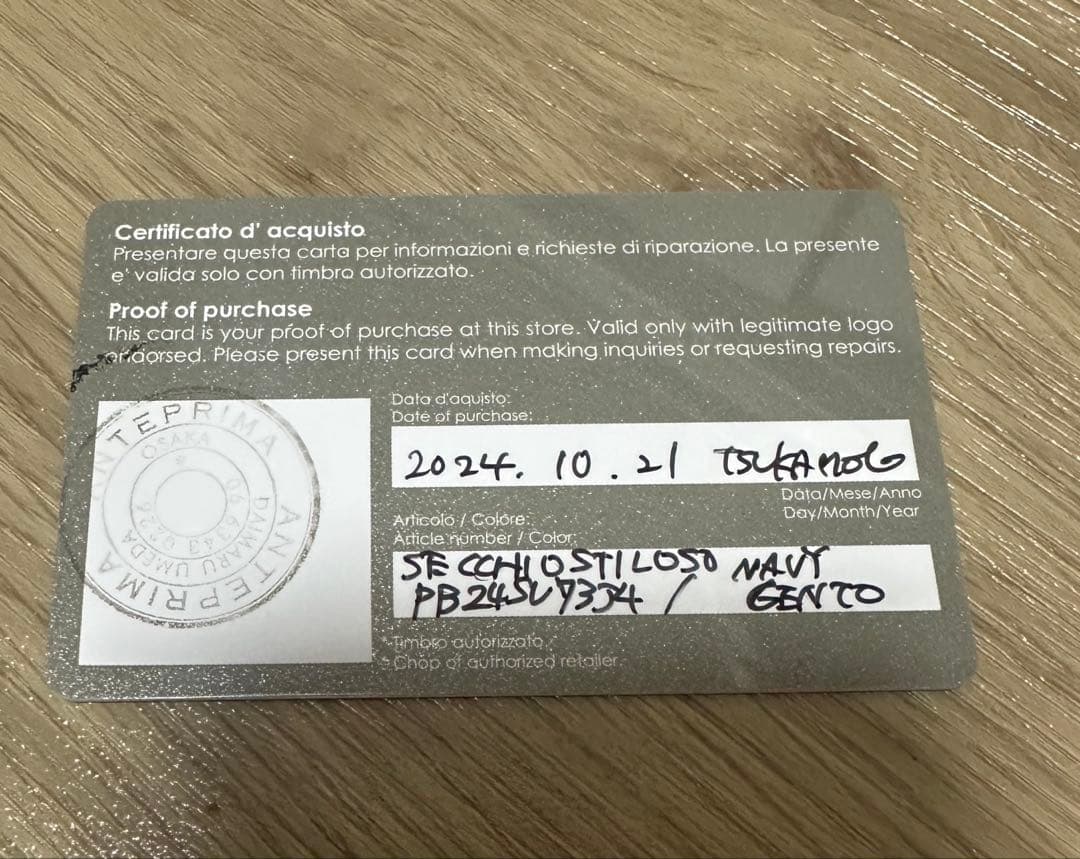 Certificato d' acquisto
Presentare questa carta per informazioni e richieste di riparazione. La presente
e' valida solo con timbro autorizzato.
Proof of purchase
This card is your proof of purchase at this store. Valid only with legitimate logo
endorsed. Please present this card when making inquiries or requesting repairs.
ANTEPRIMA ANTEPRIMA
OSAKA
DAIMARU UMEDA
Data d'aquisto:
Date of purchase:
2024. 10. 21 TSUKAMOTO
Dàta/Mese/Anno
Day/Month/Year
Articolo / Colore:
Article number / Color:
SECCHIOSTILOSO NAVY
PB24SU7334 / GENTO
*Timbro autorizzato
*Chop of authorized retailer.